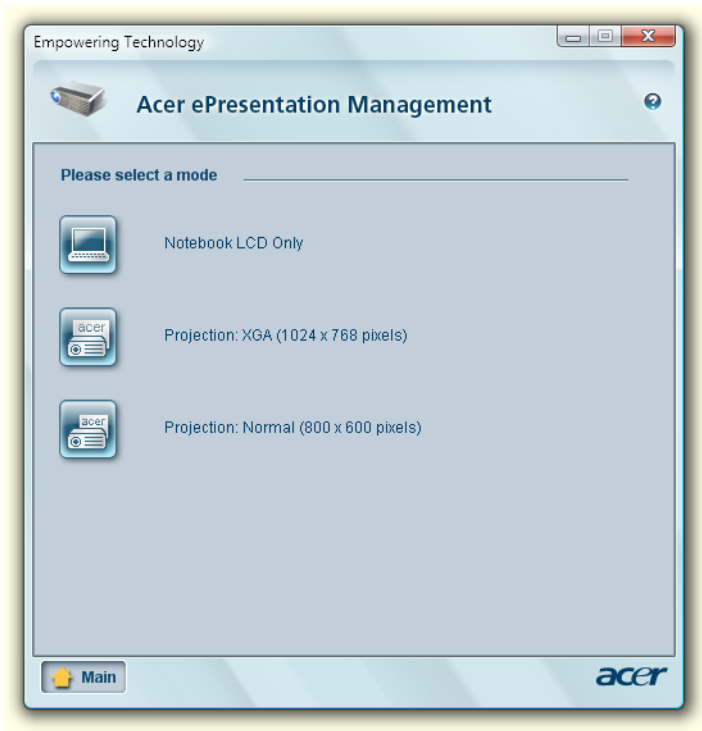 Empowering Technology
Acer ePresentation Management
?
Please select a mode
Notebook LCD Only
acer
Projection: XGA (1024 x 768 pixels)
acer
Projection: Normal (800 x 600 pixels)
Main
acer